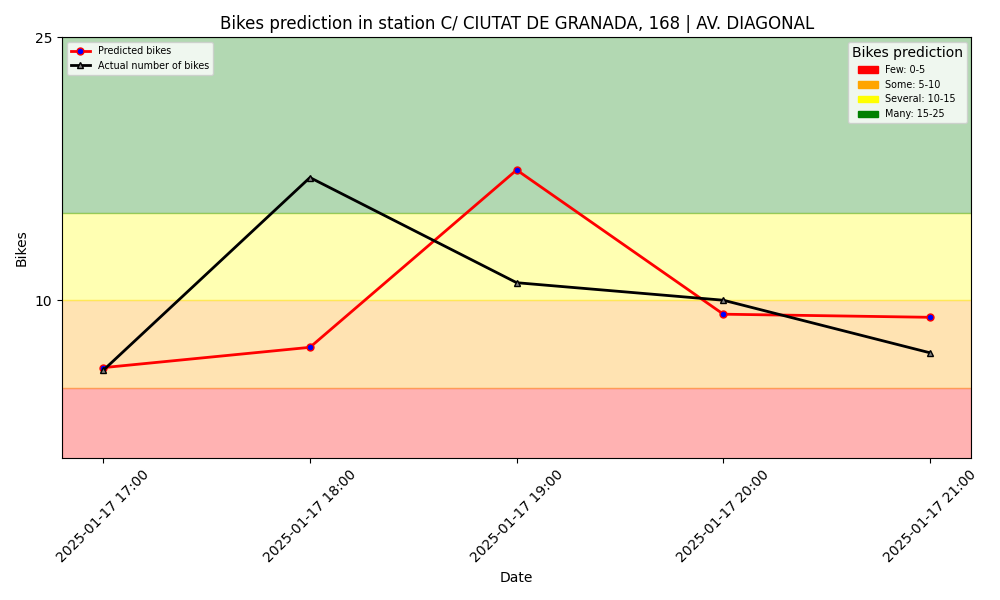 Bikes prediction in station C/ CIUTAT DE GRANADA, 168 | AV. DIAGONAL
25
Predicted bikes
Actual number of bikes
Bikes prediction
Few: 0-5
Some: 5-10
Several: 10-15
Many: 15-25
Bikes
10
2025-01-17 17:00
2025-01-17 18:00
2025-01-17 19:00
2025-01-17 20:00
2025-01-17 21:00
Date